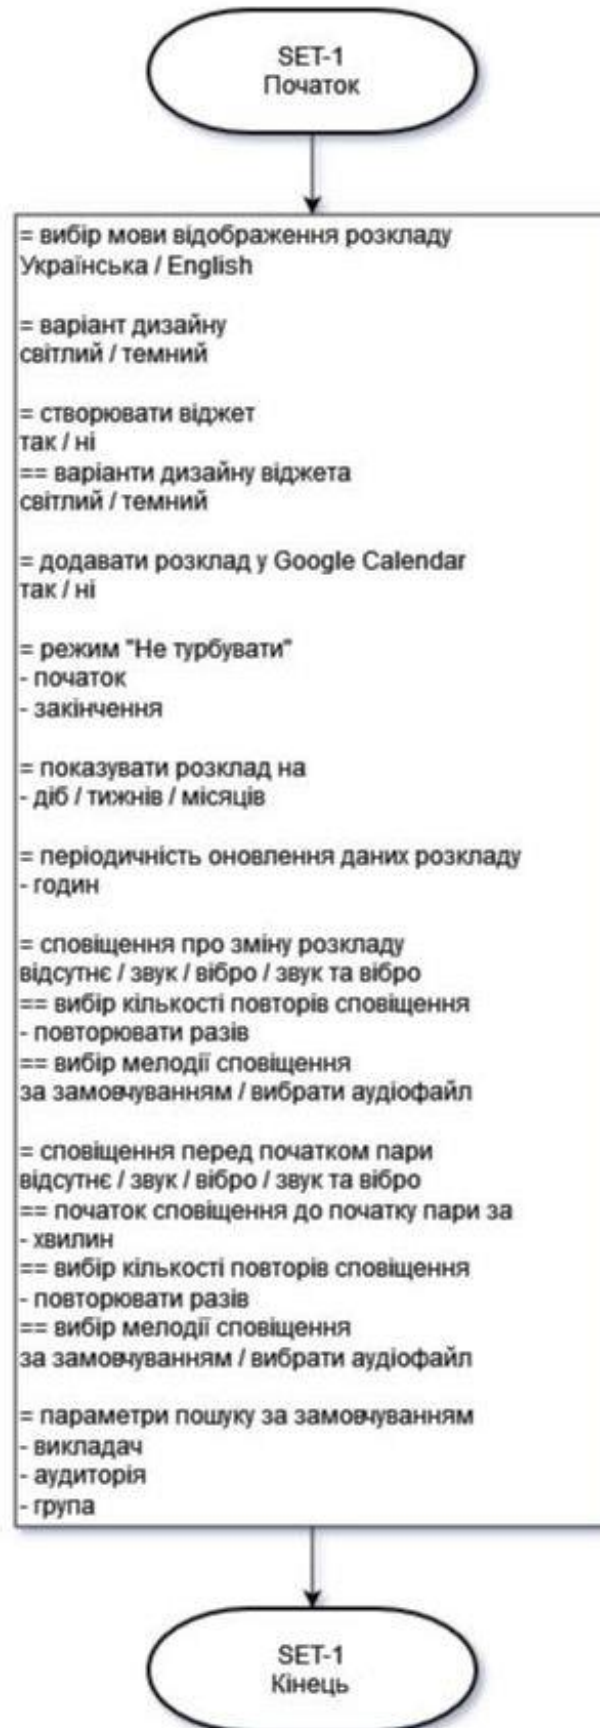 SET-1
Початок
= вибір мови відображення розкладу
Українська / English
= варіант дизайну
світлий / темний
= створювати віджет
так / ні
== варіанти дизайну віджета
світлий / темний
= додавати розклад у Google Calendar
так / ні
= режим "Не турбувати"
- початок
- закінчення
= показувати розклад на
- діб / тижнів / місяців
= періодичність оновлення даних розкладу
- годин
= сповіщення про зміну розкладу
відсутнє / звук / вібро / звук та вібро
== вибір кількості повторів сповіщення
- повторювати разів
== вибір мелодії сповіщення
за замовчуванням / вибрати аудіофайл
= сповіщення перед початком пари
відсутнє / звук / вібро / звук та вібро
== початок сповіщення до початку пари за
- хвилин
== вибір кількості повторів сповіщення
- повторювати разів
== вибір мелодії сповіщення
за замовчуванням / вибрати аудіофайл
= параметри пошуку за замовчуванням
- викладач
- аудиторія
- група
SET-1
Кінець